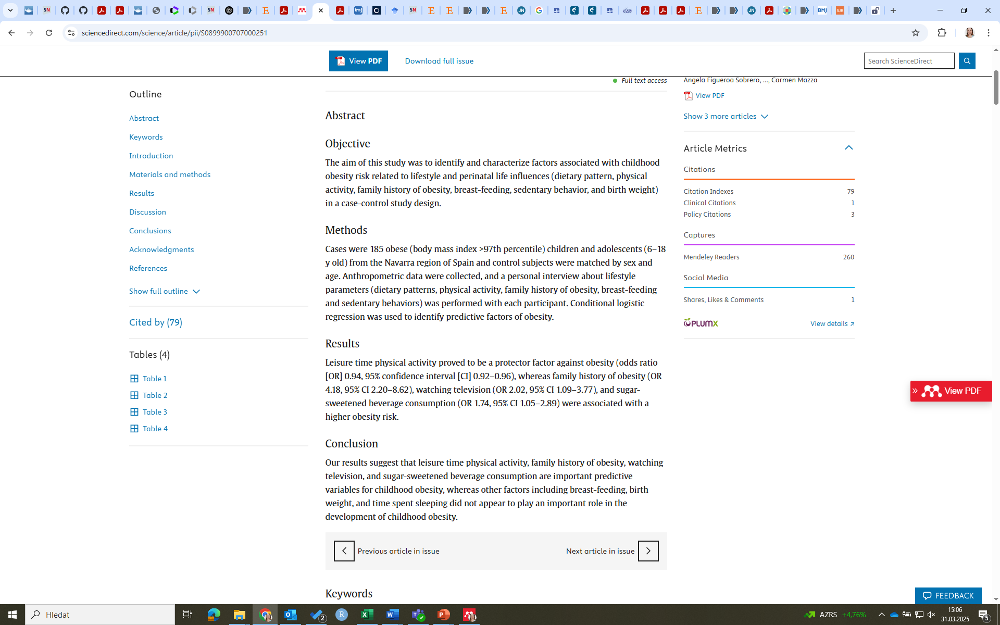 SN
SN
E
bmj
SN
E
E
E
JN
E
JN
BMJ
SJR
sciencedirect.com/science/article/pii/S0899900707000251
View PDF
Download full issue
Search ScienceDirect
Full text access
Outline
Abstract
Keywords
Introduction
Materials and methods
Results
Discussion
Conclusions
Acknowledgments
References
Show full outline
Cited by (79)
Tables (4)
Table 1
Table 2
Table 3
Table 4
Abstract
Objective
The aim of this study was to identify and characterize factors associated with childhood
obesity risk related to lifestyle and perinatal life influences (dietary pattern, physical
activity, family history of obesity, breast-feeding, sedentary behavior, and birth weight)
in a case-control study design.
Methods
Cases were 185 obese (body mass index >97th percentile) children and adolescents (6–18
y old) from the Navarra region of Spain and control subjects were matched by sex and
age. Anthropometric data were collected, and a personal interview about lifestyle
parameters (dietary patterns, physical activity, family history of obesity, breast-feeding
and sedentary behaviors) was performed with each participant. Conditional logistic
regression was used to identify predictive factors of obesity.
Results
Leisure time physical activity proved to be a protector factor against obesity (odds ratio
[OR] 0.94, 95% confidence interval [CI] 0.92–0.96), whereas family history of obesity (OR
4.18, 95% CI 2.20–8.62), watching television (OR 2.02, 95% CI 1.09–3.77), and sugar-
sweetened beverage consumption (OR 1.74, 95% CI 1.05–2.89) were associated with a
higher obesity risk.
Conclusion
Our results suggest that leisure time physical activity, family history of obesity, watching
television, and sugar-sweetened beverage consumption are important predictive
variables for childhood obesity, whereas other factors including breast-feeding, birth
weight, and time spent sleeping did not appear to play an important role in the
development of childhood obesity.
Previous article in issue
Next article in issue
Keywords
Angela Figueroa Sobrero, ..., Carmen Mazza
View PDF
Show 3 more articles
Article Metrics
Citations
Citation Indexes 79
Clinical Citations 1
Policy Citations 3
Captures
Mendeley Readers 260
Social Media
Shares, Likes & Comments 1
PLUMX
View details
View PDF
FEEDBACK
Hledat
2
AZRS +4,76%
15:06
31.03.2025
5